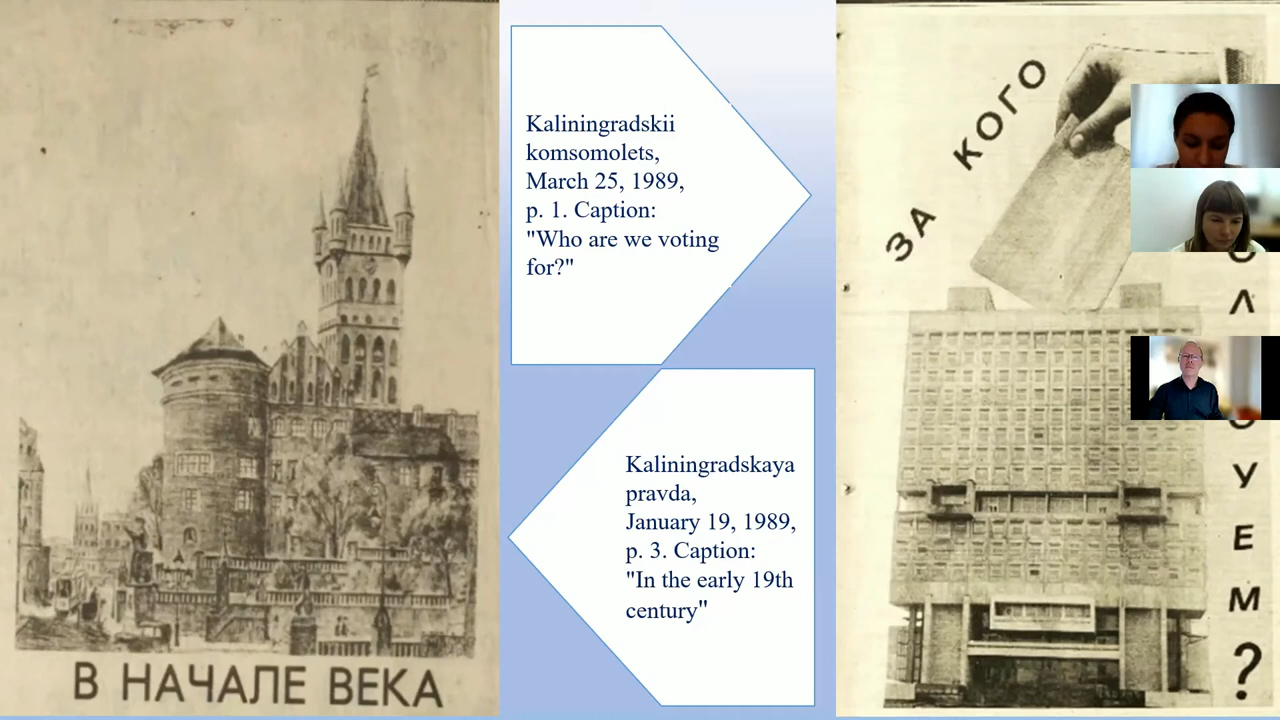 В НАЧАЛЕ ВЕКА
Kaliningradskii
komsomolets,
March 25, 1989,
p. 1. Caption:
"Who are we voting
for?"
Kaliningradskaya
pravda,
January 19, 1989,
p. 3. Caption:
"In the early 19th
century"
ЗА КОГО